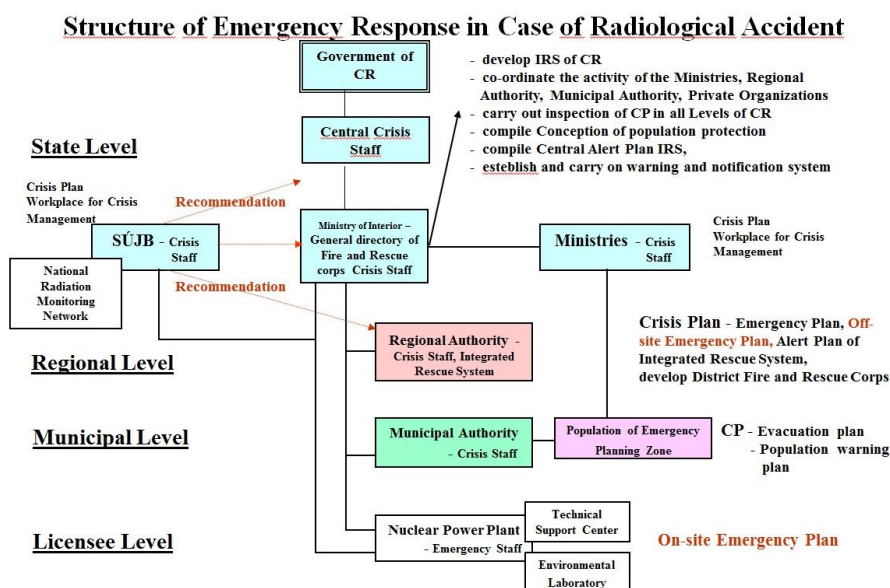 Structure of Emergency Response in Case of Radiological Accident
Government of
CR
- develop IRS of CR
- co-ordinate the activity of the Ministries, Regional
Authority, Municipal Authority, Private Organizations
- carry out inspection of CP in all Levels of CR
- compile Conception of population protection
- compile Central Alert Plan IRS,
- esteblish and carry on warning and notification system
Central Crisis
Staff
State Level
Crisis Plan
Workplace for Crisis
Management
Recommendation
SÚJB - Crisis
Staff
National
Radiation
Monitoring
Network
Ministry of Interior –
General directory of
Fire and Rescue
corps Crisis Staff
Ministries - Crisis
Staff
Crisis Plan
Workplace for Crisis
Management
Recommendation
Regional Level
Regional Authority -
Crisis Staff, Integrated
Rescue System
Crisis Plan - Emergency Plan, Off-
site Emergency Plan, Alert Plan of
Integrated Rescue System,
develop District Fire and Rescue Corps
Municipal Level
Municipal Authority
- Crisis Staff
Population of Emergency
Planning Zone
CP - Evacuation plan
- Population warning
plan
Licensee Level
Nuclear Power Plant
- Emergency Staff
Technical
Support Center
Environmental
Laboratory
On-site Emergency Plan